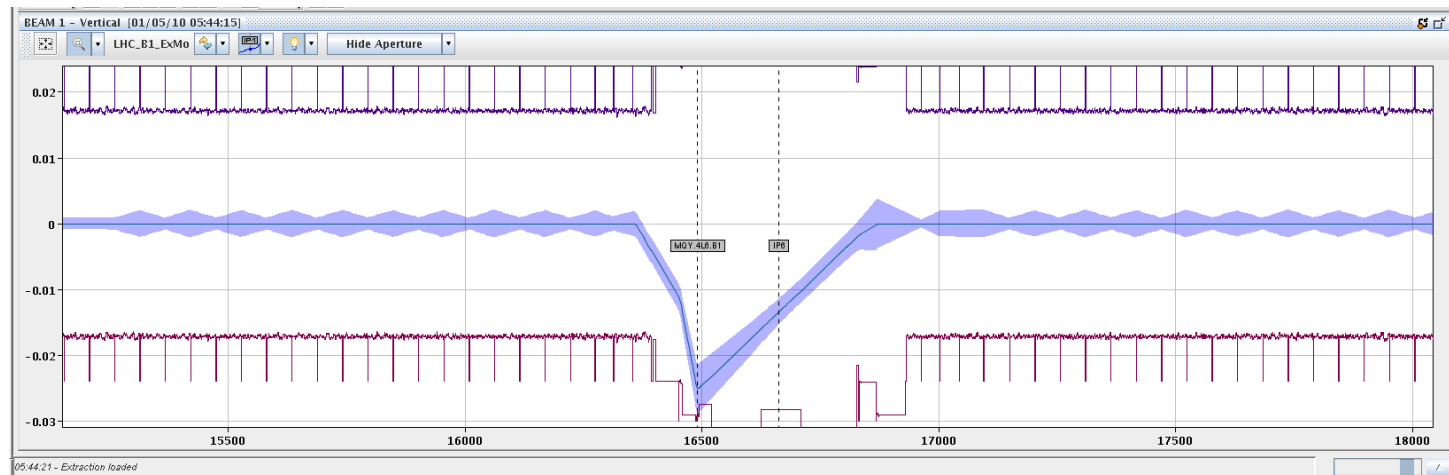 BEAM 1 - Vertical [01/05/10 05:44:15]
LHC_B1_ExMo IP1 Hide Aperture
0.02
0.01
0
MQY.4L6.B1 IP6
-0.01
-0.02
-0.03
15500 16000 16500 17000 17500 18000
05:44:21 - Extraction loaded